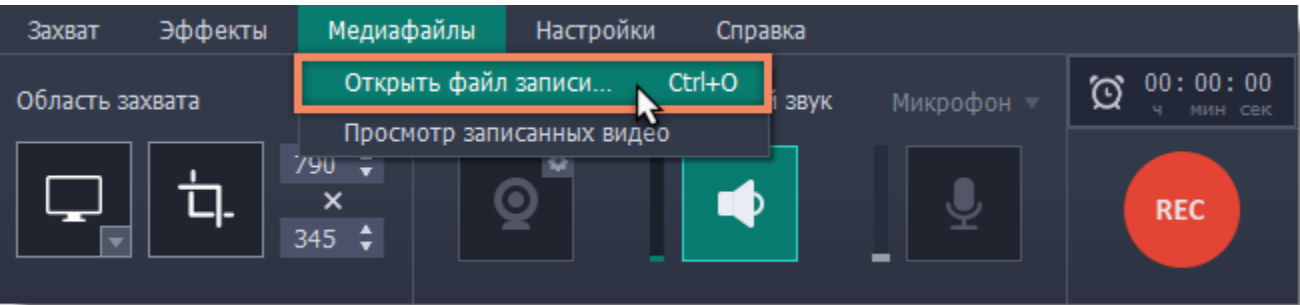 Захват Эффекты Медиафайлы Настройки Справка
Открыть файл записи... Ctrl+O
Просмотр записанных видео
Область захвата
звук
Микрофон
00:00:00
ч мин сек
790
×
345
REC